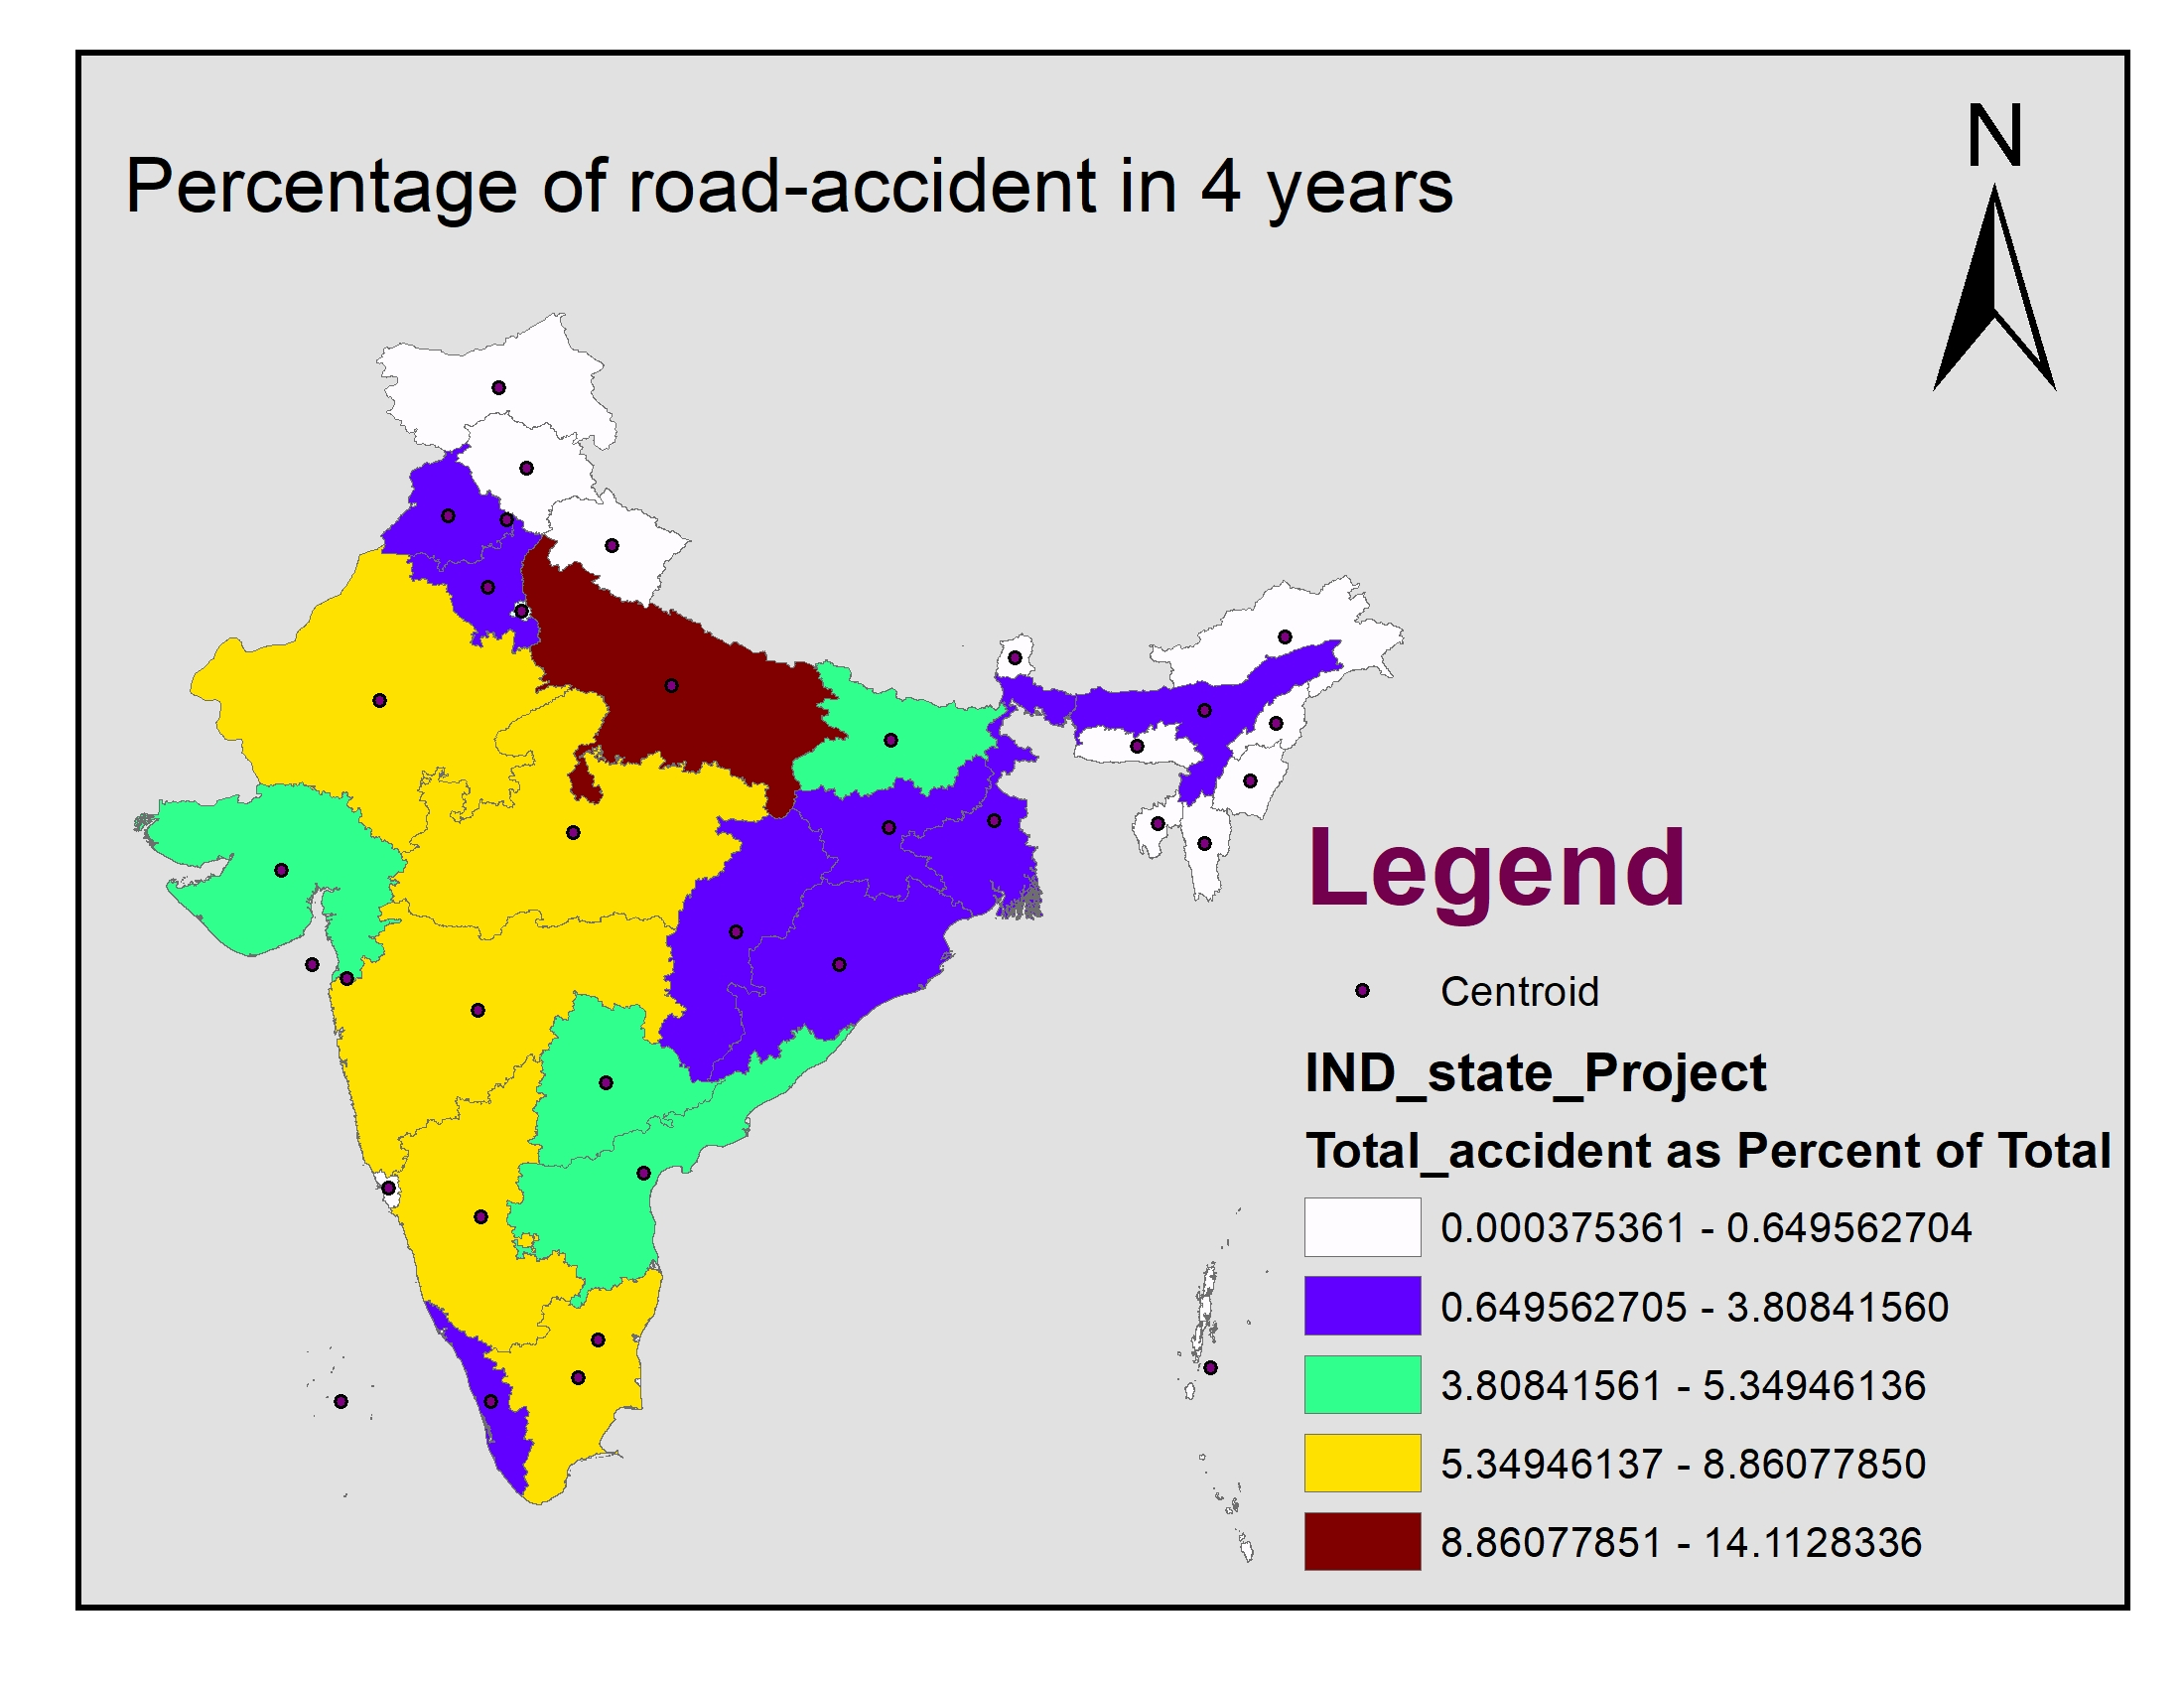 N
Percentage of road-accident in 4 years
Legend
Centroid
IND_state_Project
Total_accident as Percent of Total
0.000375361 - 0.649562704
0.649562705 - 3.80841560
3.80841561 - 5.34946136
5.34946137 - 8.86077850
8.86077851 - 14.1128336